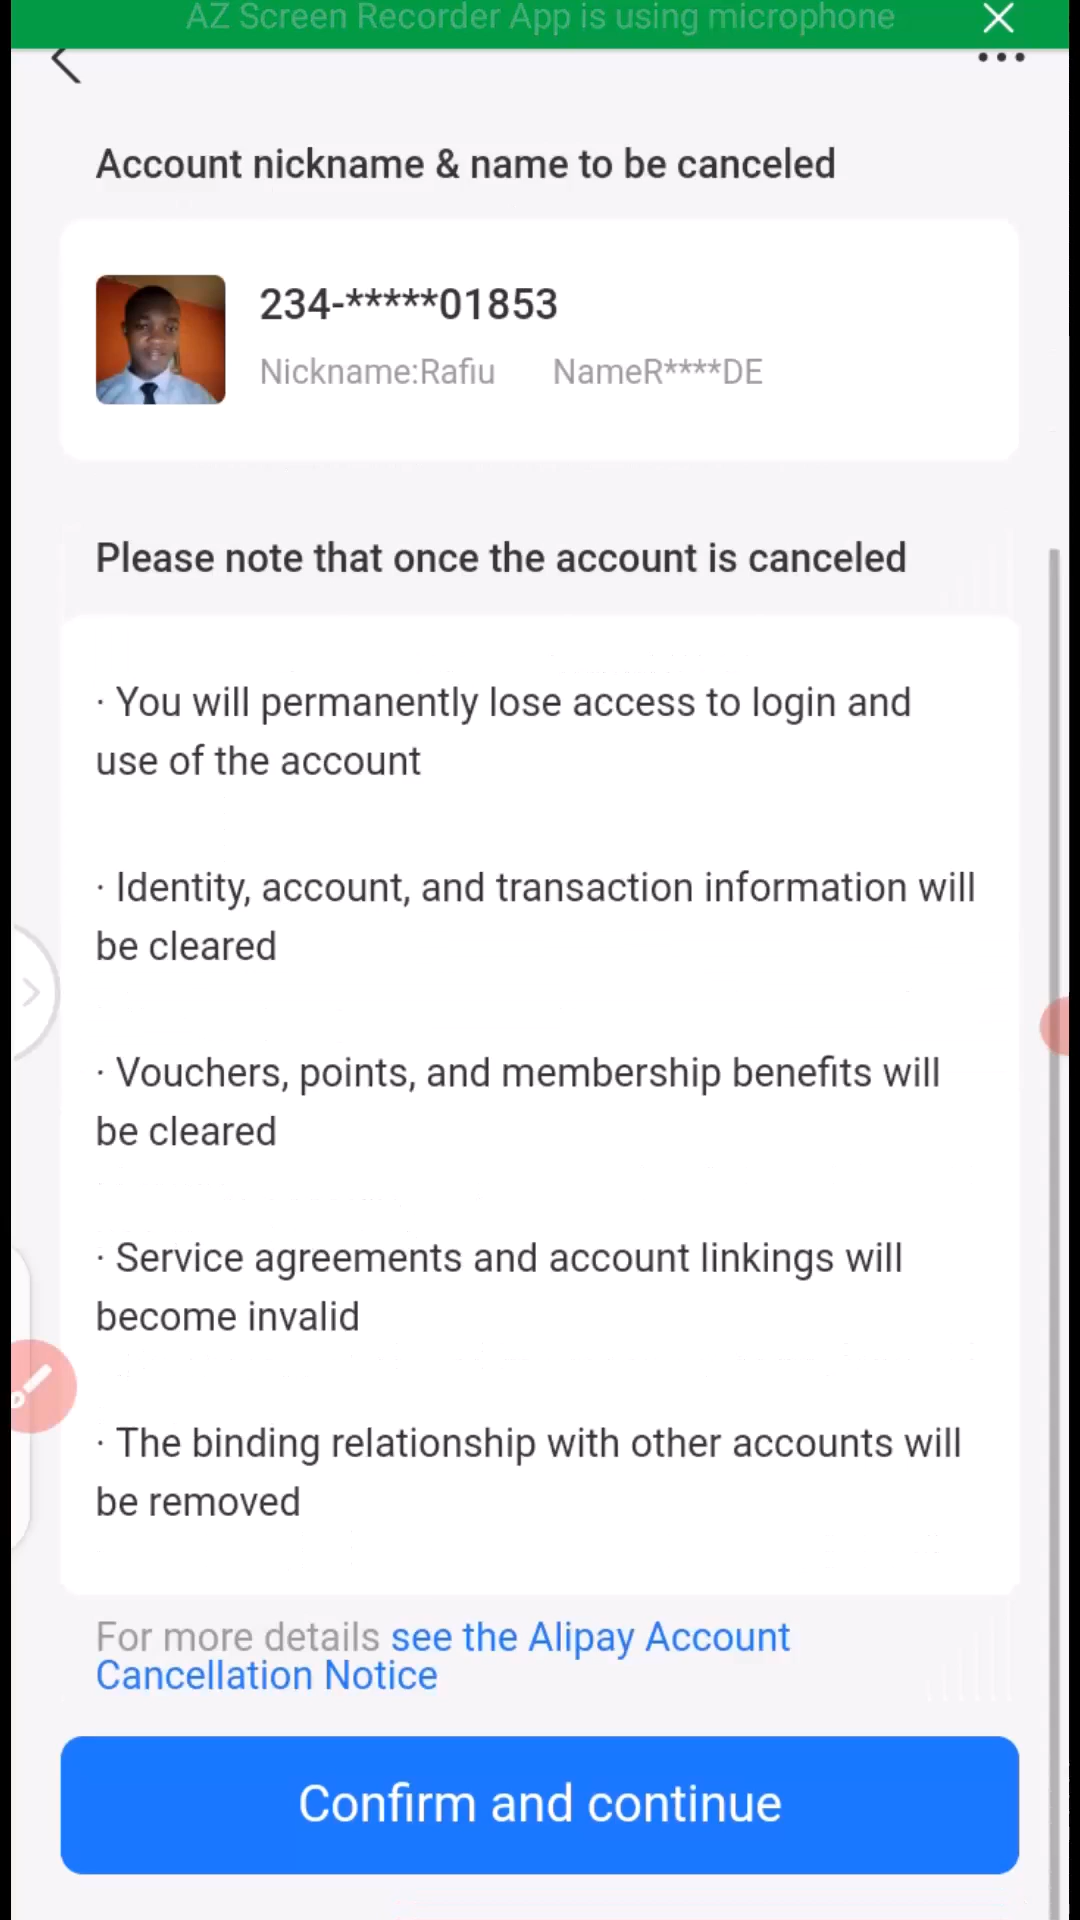 AZ Screen Recorder App is using microphone
Account nickname & name to be canceled
234-*****01853
Nickname:Rafiu NameR****DE
Please note that once the account is canceled
· You will permanently lose access to login and
use of the account
· Identity, account, and transaction information will
be cleared
· Vouchers, points, and membership benefits will
be cleared
· Service agreements and account linkings will
become invalid
· The binding relationship with other accounts will
be removed
For more details see the Alipay Account
Cancellation Notice
Confirm and continue